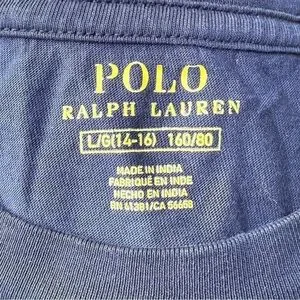 POLO
RALPH LAUREN
L/G(14-16) 160/80
MADE IN INDIA
FABRIQUÉ EN INDE
HECHO EN INDIA
RN 41381/CA 56658